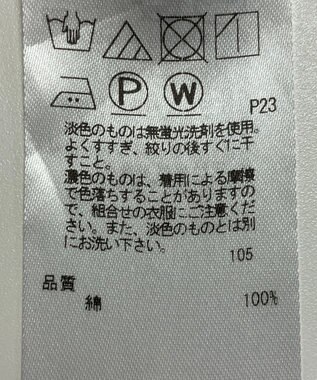 P W
P23
淡色のものは無蛍光洗剤を使用。
よくすすぎ、絞りの後すぐに干
すこと。
濃色のものは、着用による摩擦
で色落ちすることがありますの
で、組合せの衣服にご注意くだ
さい。また、淡色のものとは別
にお洗い下さい。
105
品質
綿 100%